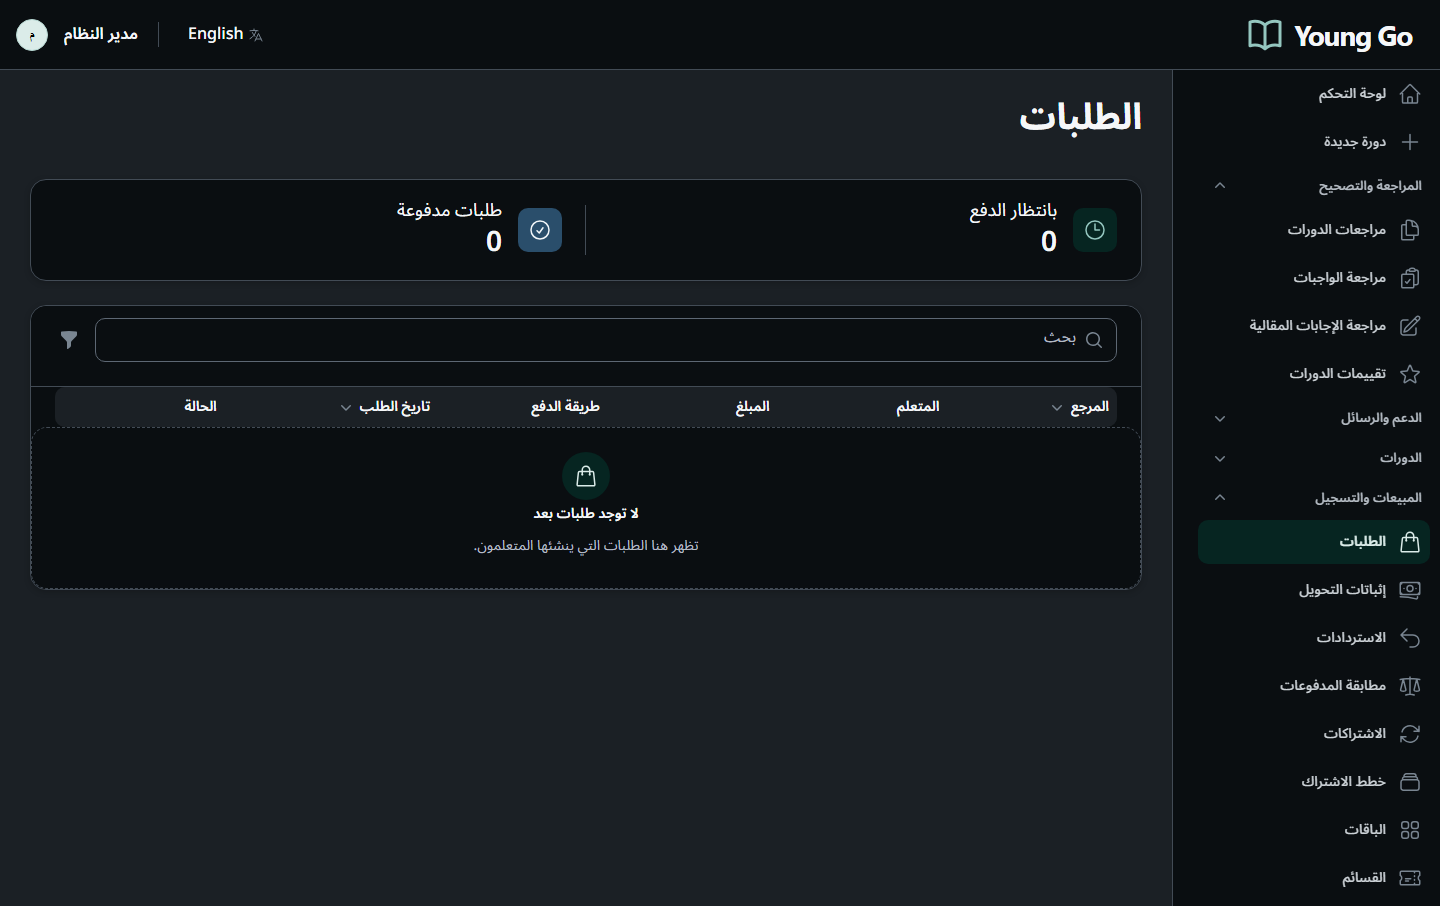 Young Go
English
مدير النظام
م
لوحة التحكم
دورة جديدة
المراجعة والتصحيح
مراجعات الدورات
مراجعة الواجبات
مراجعة الإجابات المقالية
تقييمات الدورات
الدعم والرسائل
الدورات
المبيعات والتسجيل
الطلبات
إثباتات التحويل
الاستردادات
مطابقة المدفوعات
الاشتراكات
خطط الاشتراك
الباقات
القسائم
الطلبات
بانتظار الدفع
0
طلبات مدفوعة
0
بحث
المرجع المتعلم المبلغ طريقة الدفع تاريخ الطلب الحالة
لا توجد طلبات بعد
تظهر هنا الطلبات التي ينشئها المتعلمون.